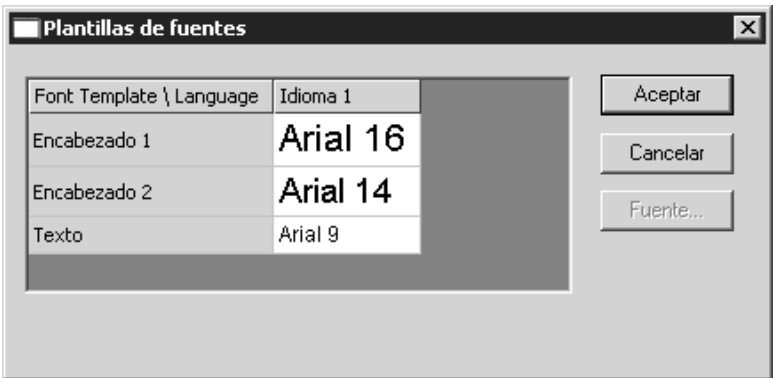 Plantillas de fuentes
Font Template \ Language Idioma 1
Encabezado 1 Arial 16
Encabezado 2 Arial 14
Texto Arial 9
Aceptar
Cancelar
Fuente...